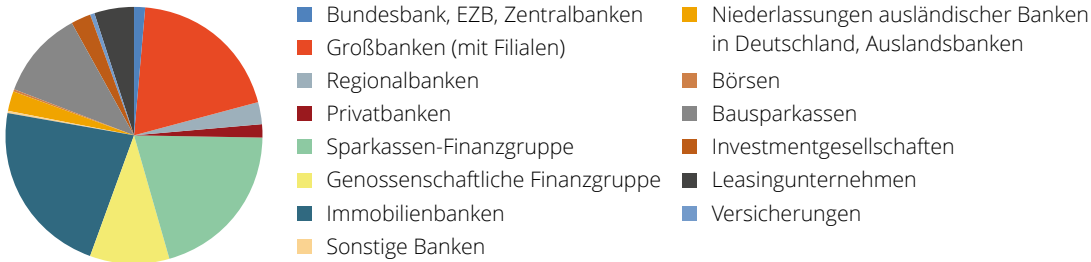 Bundesbank, EZB, Zentralbanken
Großbanken (mit Filialen)
Regionalbanken
Privatbanken
Sparkassen-Finanzgruppe
Genossenschaftliche Finanzgruppe
Immobilienbanken
Sonstige Banken
Niederlassungen ausländischer Banken
in Deutschland, Auslandsbanken
Börsen
Bausparkassen
Investmentgesellschaften
Leasingunternehmen
Versicherungen